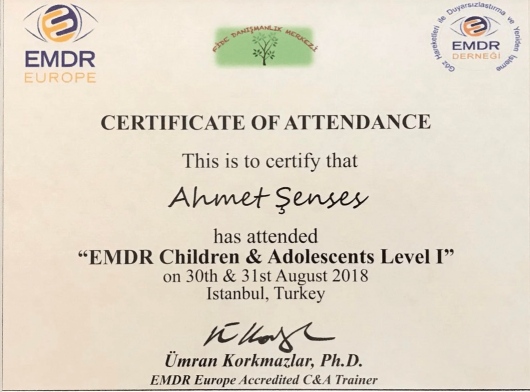 EMDR
EUROPE
EİDC DANIŞMANLIK MERKEZİ
Göz Hareketleri ile Duyarsızlaştırma ve Yeniden İşleme
EMDR
DERNEĞİ
CERTIFICATE OF ATTENDANCE
This is to certify that
Ahmet Şenses
has attended
“EMDR Children & Adolescents Level I”
on 30th & 31st August 2018
Istanbul, Turkey
Ümran Korkmazlar, Ph.D.
EMDR Europe Accredited C&A Trainer